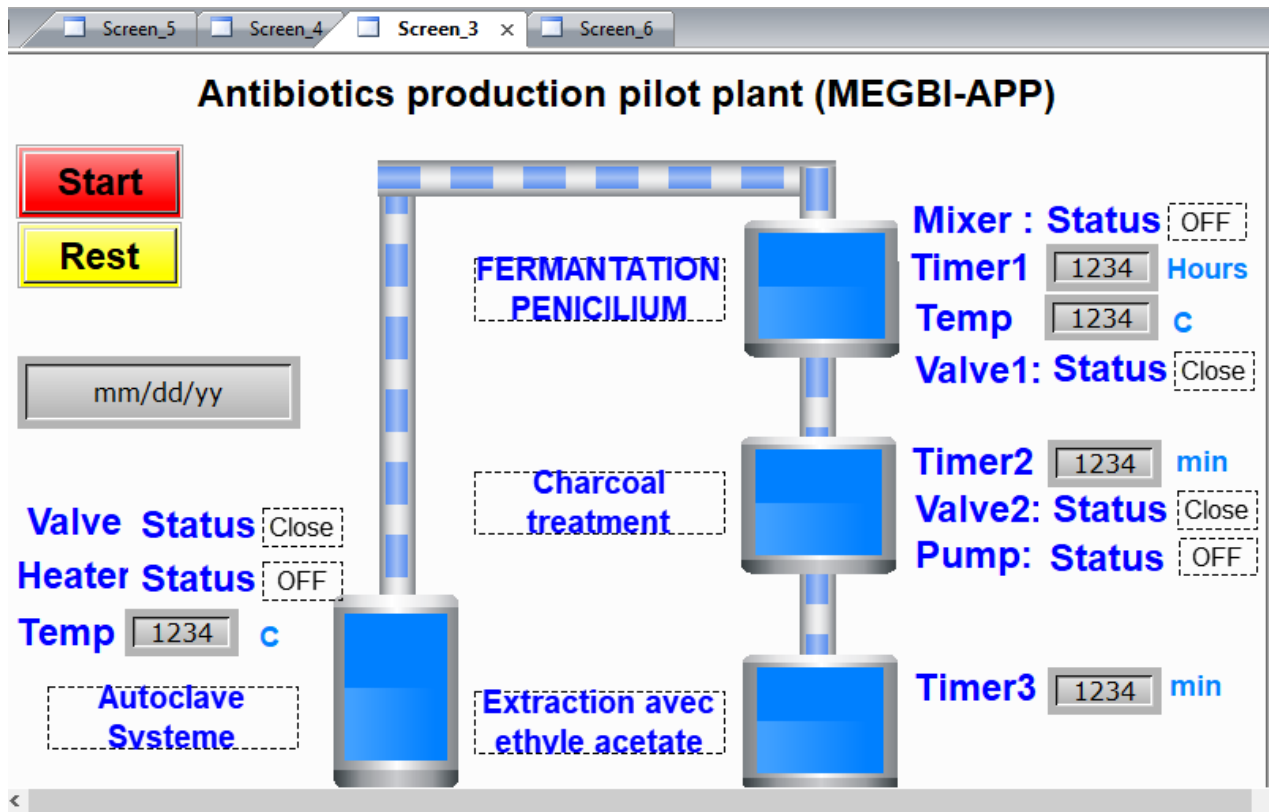 Screen_5 Screen_4 Screen_3 × Screen_6
Antibiotics production pilot plant (MEGBI-APP)
Start
Rest
mm/dd/yy
Valve Status Close
Heater Status OFF
Temp 1234 C
Autoclave
Systeme
FERMANTATION
PENICILIUM
Charcoal
treatment
Extraction avec
ethyle acetate
Mixer : Status OFF
Timer1 1234 Hours
Temp 1234 C
Valve1: Status Close
Timer2 1234 min
Valve2: Status Close
Pump: Status OFF
Timer3 1234 min